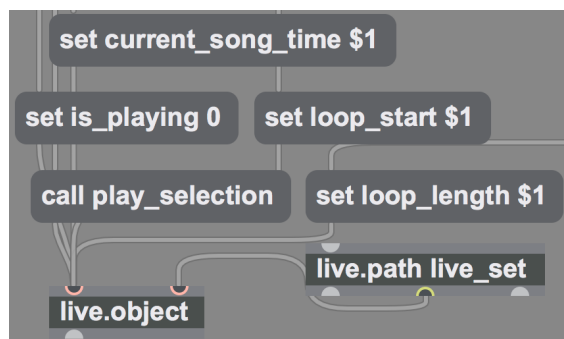 set current_song_time $1
set is_playing 0
set loop_start $1
call play_selection
set loop_length $1
live.path live_set
live.object